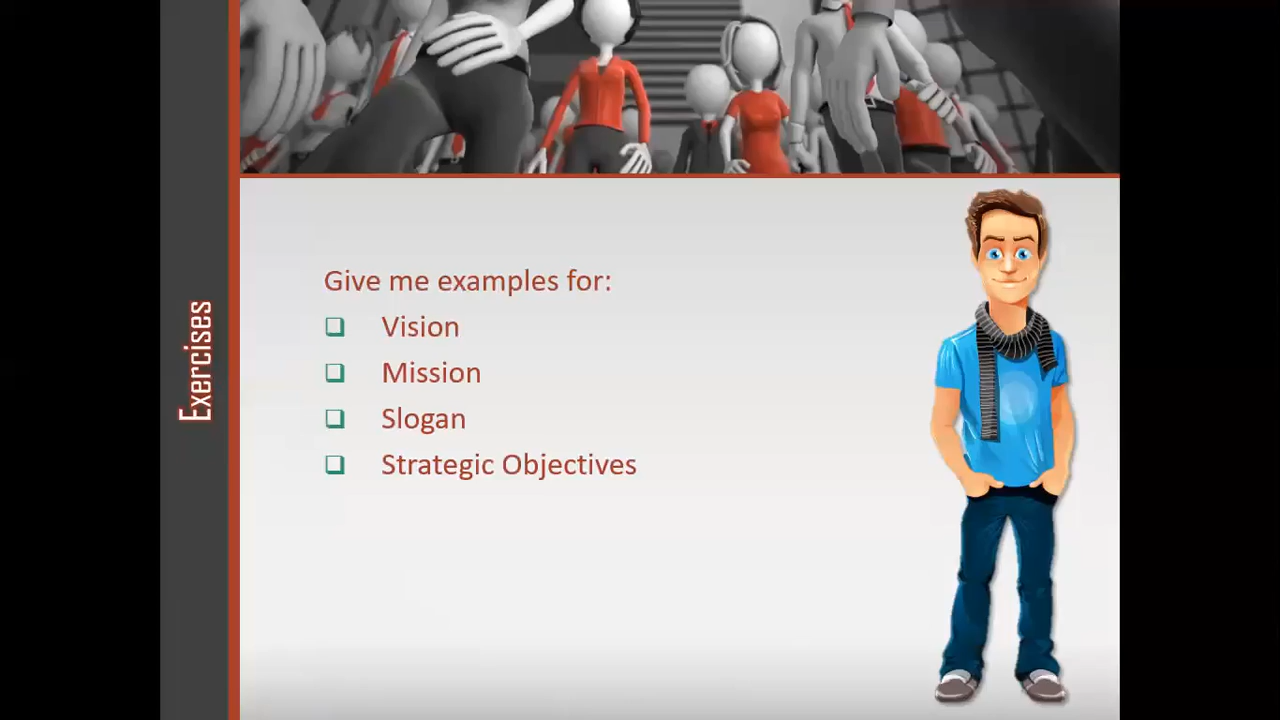 Exercises
Give me examples for:
❑ Vision
❑ Mission
❑ Slogan
❑ Strategic Objectives